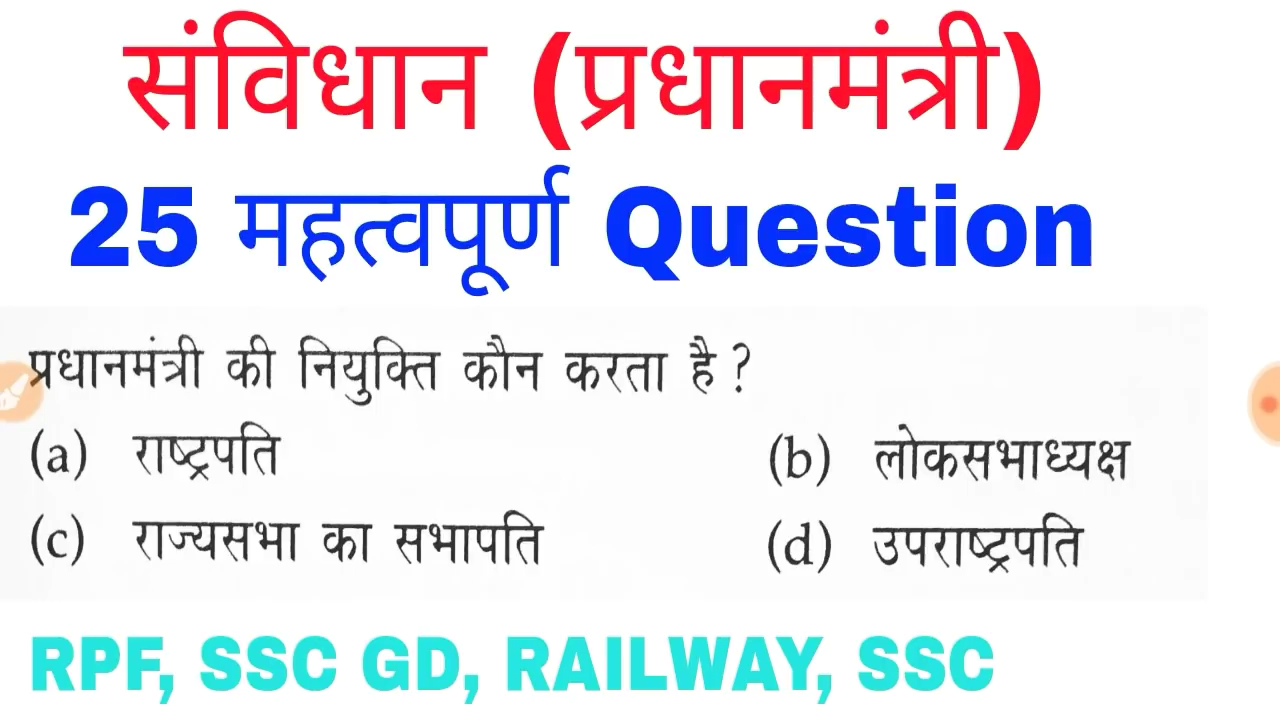 संविधान (प्रधानमंत्री)
25 महत्वपूर्ण Question
प्रधानमंत्री की नियुक्ति कौन करता है ?
(a) राष्ट्रपति (b) लोकसभाध्यक्ष
(c) राज्यसभा का सभापति (d) उपराष्ट्रपति
RPF, SSC GD, RAILWAY, SSC